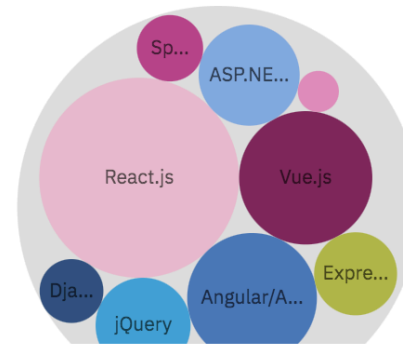 Sp...
ASP.NE...
React.js
Vue.js
Expre...
Dja...
Angular/A...
jQuery